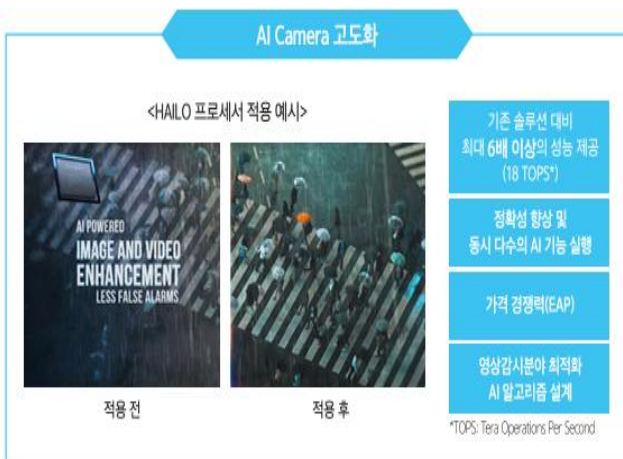 AI Camera 고도화
<HAILO 프로세서 적용 예시>
AI POWERED
IMAGE AND VIDEO
ENHANCEMENT
LESS FALSE ALARMS
적용 전
적용 후
기존 솔루션 대비
최대 6배 이상의 성능 제공
(18 TOPS*)
정확성 향상 및
동시 다수의 AI 기능 실행
가격 경쟁력(EAP)
영상감시분야 최적화
AI 알고리즘 설계
*TOPS: Tera Operations Per Second